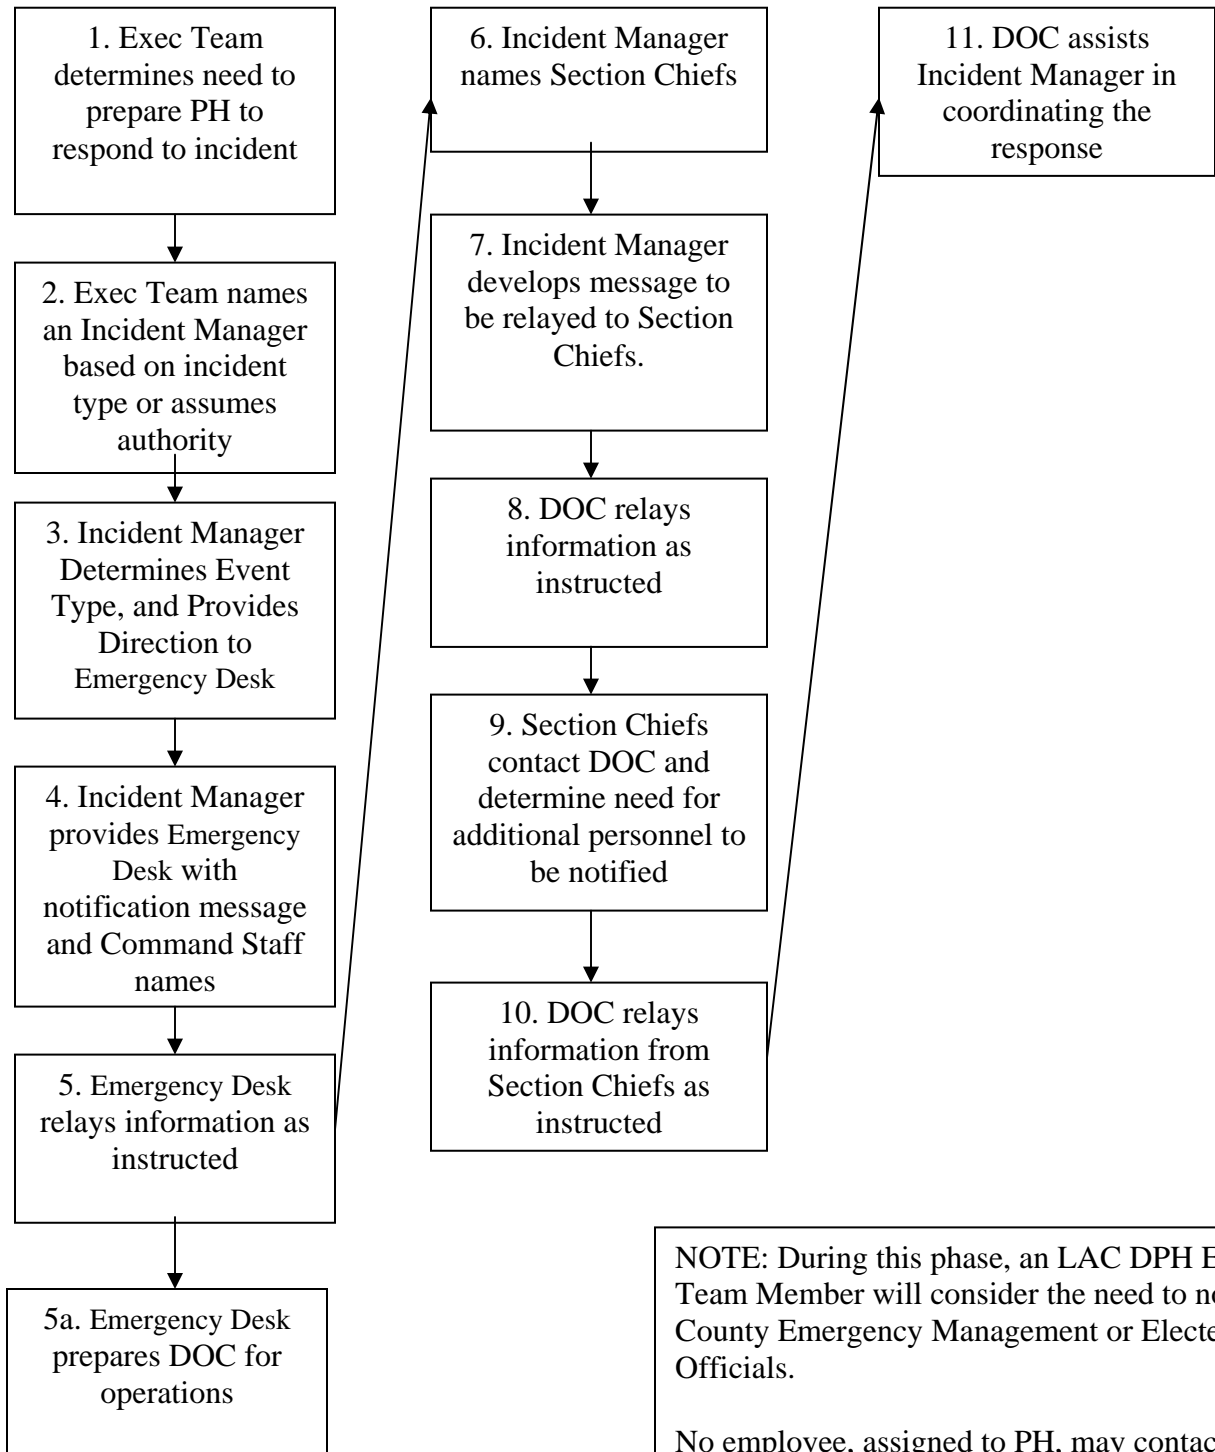 1. Exec Team
determines need to
prepare PH to
respond to incident
2. Exec Team names
an Incident Manager
based on incident
type or assumes
authority
3. Incident Manager
Determines Event
Type, and Provides
Direction to
Emergency Desk
4. Incident Manager
provides Emergency
Desk with
notification message
and Command Staff
names
5. Emergency Desk
relays information as
instructed
5a. Emergency Desk
prepares DOC for
operations
6. Incident Manager
names Section Chiefs
7. Incident Manager
develops message to
be relayed to Section
Chiefs.
8. DOC relays
information as
instructed
9. Section Chiefs
contact DOC and
determine need for
additional personnel to
be notified
10. DOC relays
information from
Section Chiefs as
instructed
11. DOC assists
Incident Manager in
coordinating the
response
NOTE: During this phase, an LAC DPH
Team Member will consider the need to
County Emergency Management or
Officials.
No employee, assigned to PH, may